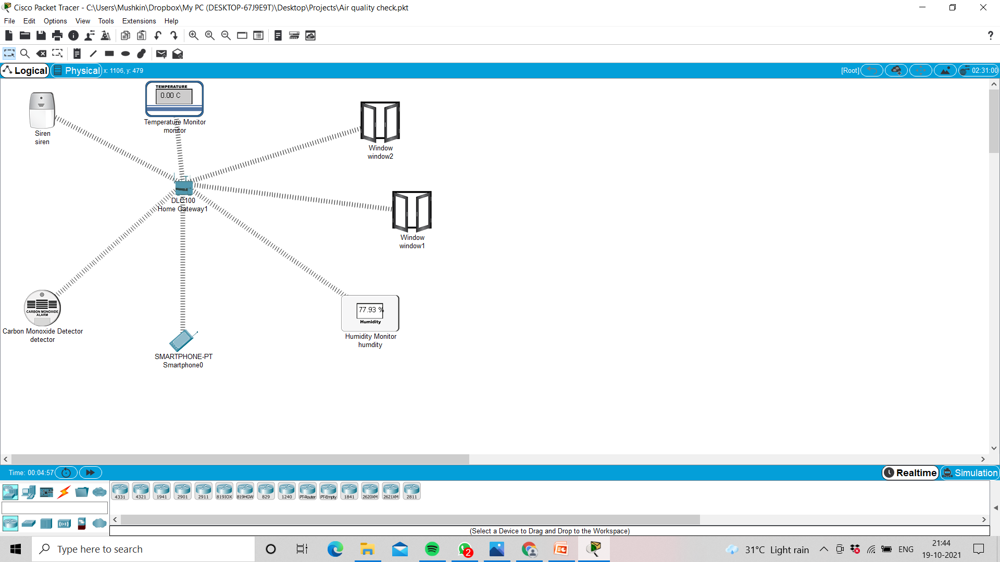 Cisco Packet Tracer - C:\Users\Mushkin\Dropbox\My PC (DESKTOP-67J9E9T)\Desktop\Projects\Air quality check.pkt
File Edit Options View Tools Extensions Help
?
Logical Physical x: 1106, y: 479 [Root] 02:31:00
TEMPERATURE
0.00 C
Temperature Monitor
monitor
Siren
siren
Window
window2
DLC100
Home Gateway1
Window
window1
CARBON MONOXIDE
ALARM
Carbon Monoxide Detector
detector
77.93 %
Humidity
Humidity Monitor
humdity
SMARTPHONE-PT
Smartphone0
Time: 00:04:57 Realtime Simulation
4331 4321 1941 2901 2911 819IOX 819HGW 829 1240 PT-Router PT-Empty 1841 2620XM 2621XM 2811
(Select a Device to Drag and Drop to the Workspace)
Type here to search
2
31°C Light rain
ENG
21:44
19-10-2021